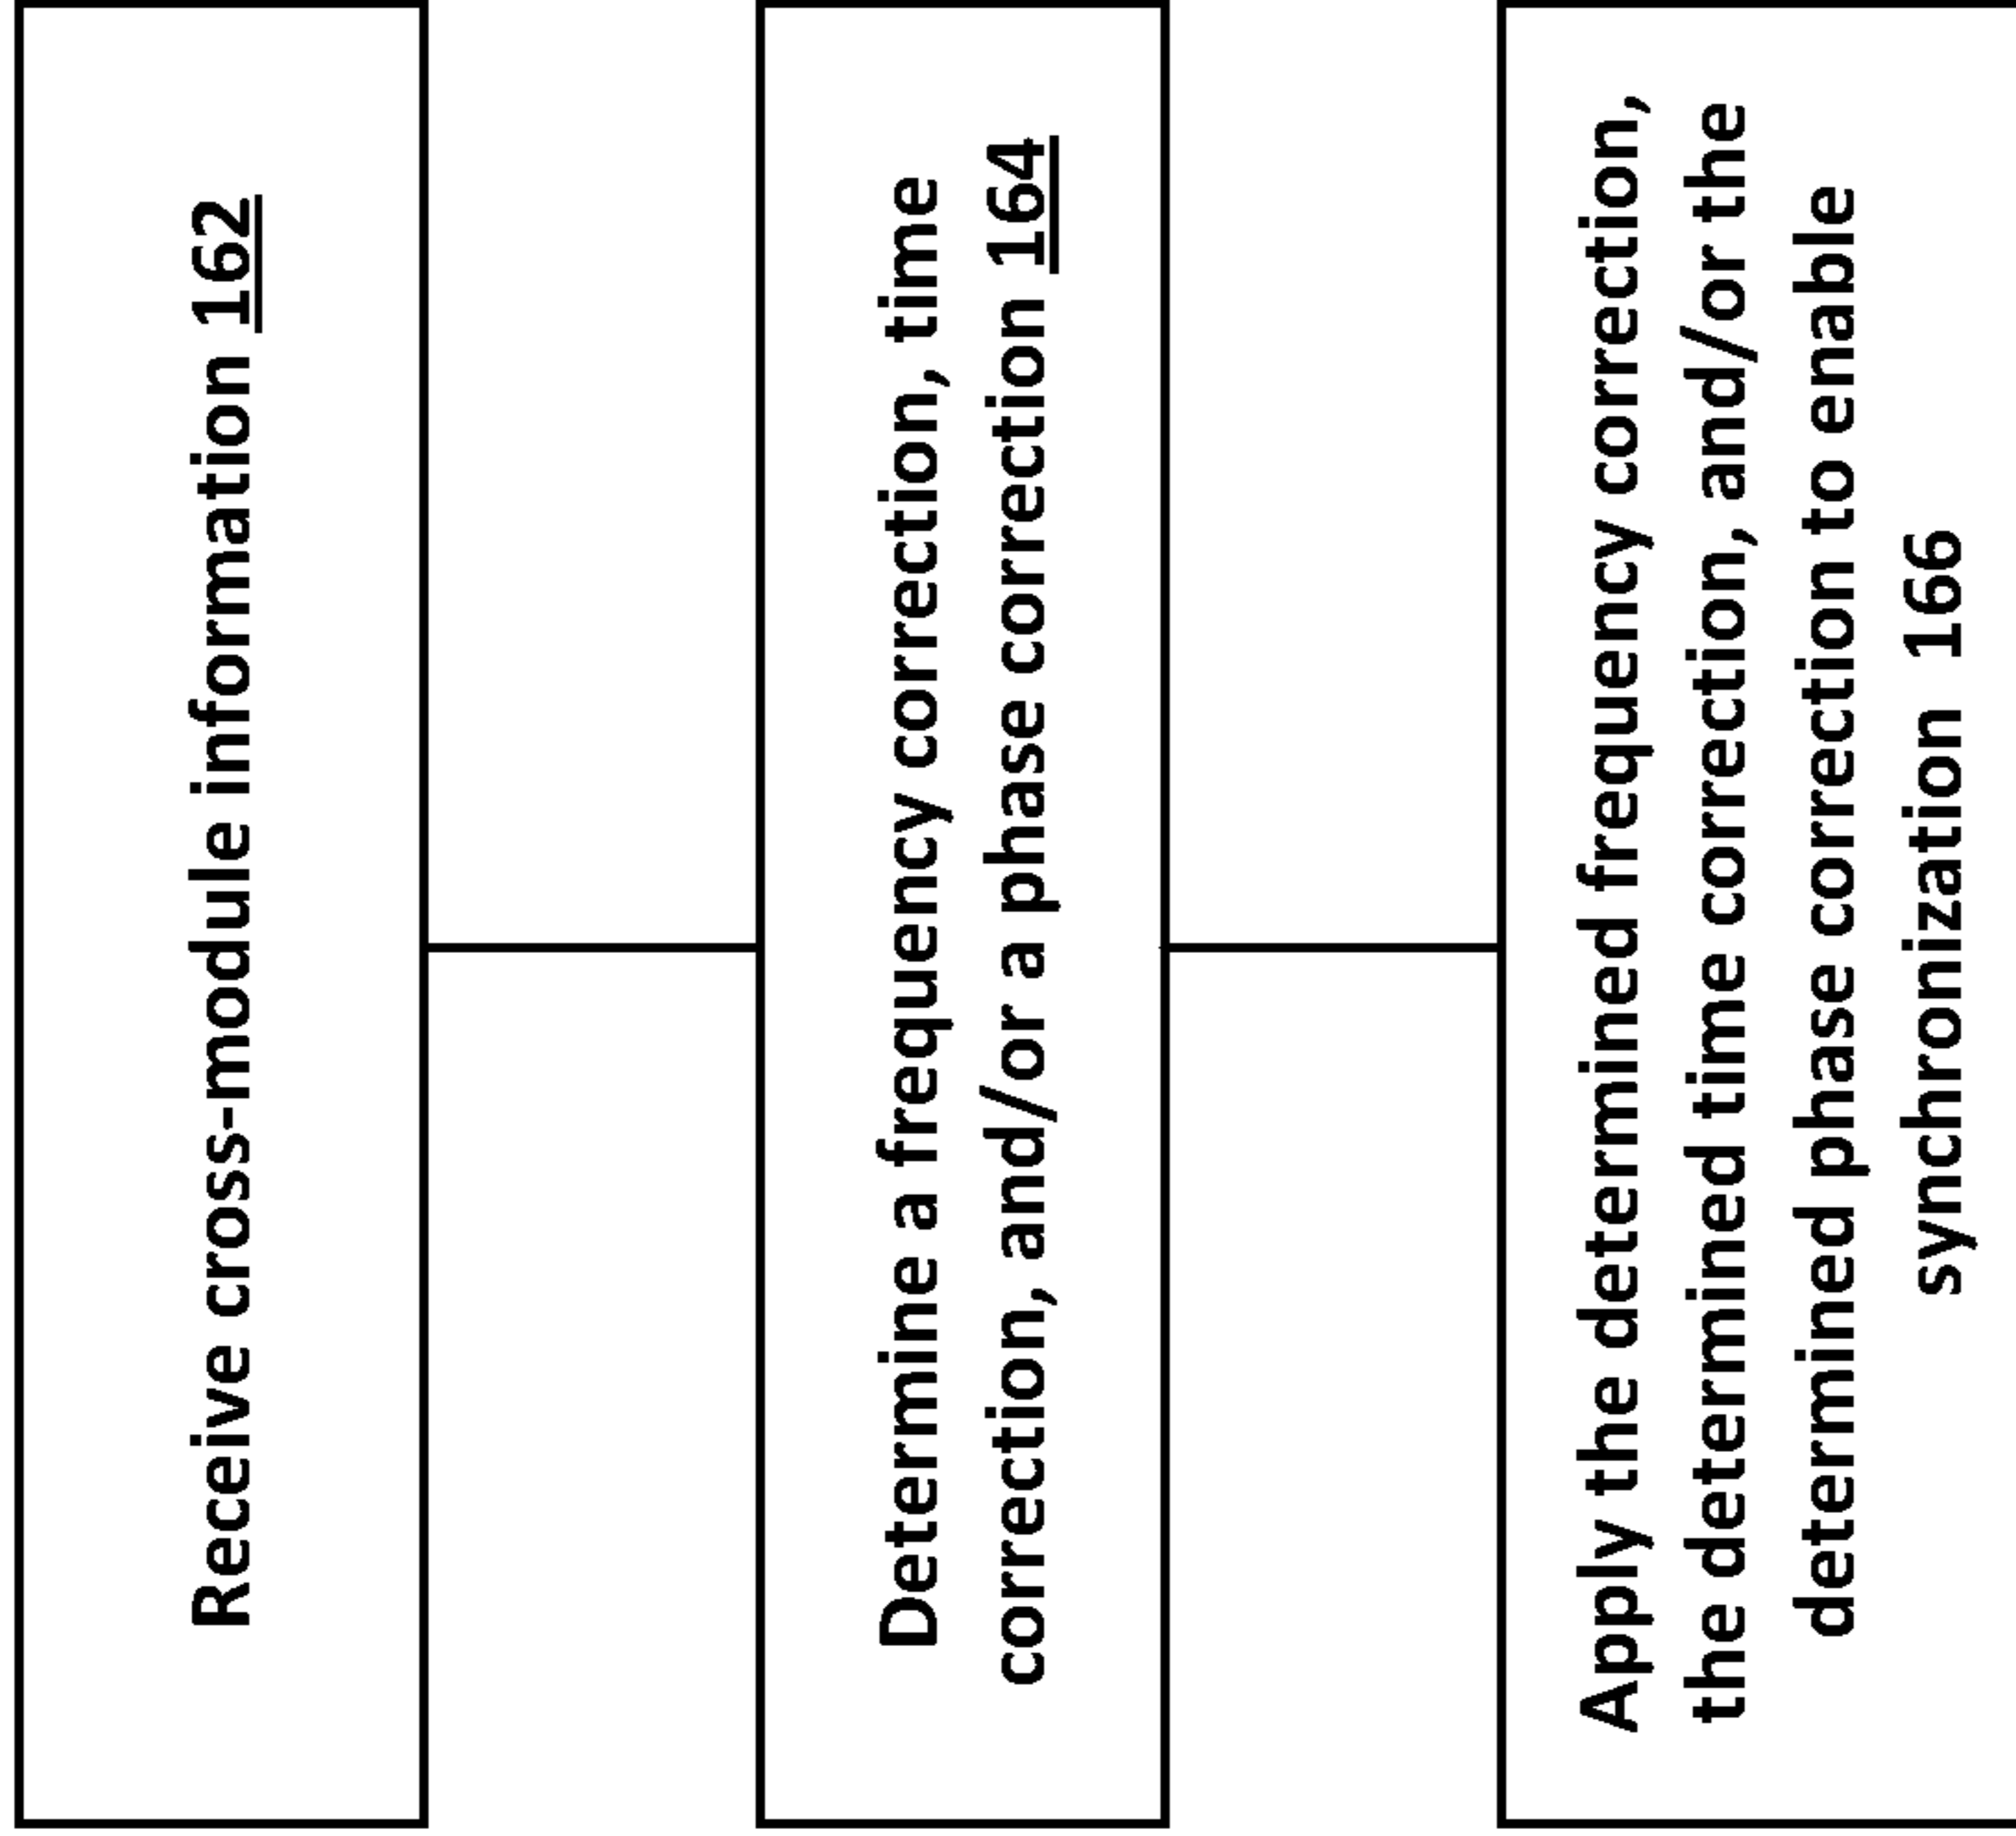 Receive cross-module information 162
Determine a frequency correction, time
correction, and/or a phase correction 164
Apply the determined frequency correction,
the determined time correction, and/or the
determined phase correction to enable
synchronization 166